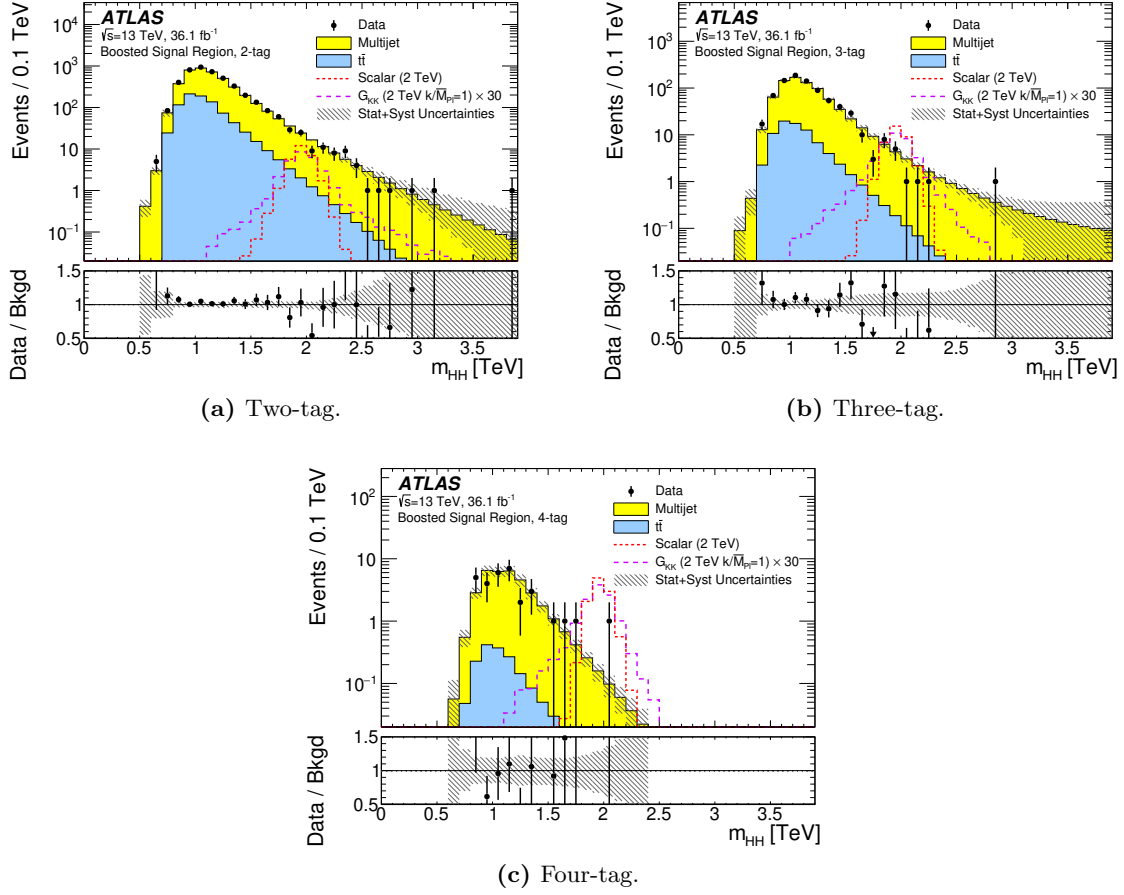 ATLAS
√s=13 TeV, 36.1 fb⁻¹
Boosted Signal Region, 2-tag
Data
Multijet
tt̄
Scalar (2 TeV)
G_KK (2 TeV k/M̄_Pl=1) × 30
Stat+Syst Uncertainties
Events / 0.1 TeV
10⁴
10³
10²
10
1
10⁻¹
Data / Bkgd
1.5
1
0.5
0 0.5 1 1.5 2 2.5 3 3.5
m_HH [TeV]
(a) Two-tag.
ATLAS
√s=13 TeV, 36.1 fb⁻¹
Boosted Signal Region, 3-tag
Data
Multijet
tt̄
Scalar (2 TeV)
G_KK (2 TeV k/M̄_Pl=1) × 30
Stat+Syst Uncertainties
Events / 0.1 TeV
10³
10²
10
1
10⁻¹
Data / Bkgd
1.5
1
0.5
0 0.5 1 1.5 2 2.5 3 3.5
m_HH [TeV]
(b) Three-tag.
ATLAS
√s=13 TeV, 36.1 fb⁻¹
Boosted Signal Region, 4-tag
Data
Multijet
tt̄
Scalar (2 TeV)
G_KK (2 TeV k/M̄_Pl=1) × 30
Stat+Syst Uncertainties
Events / 0.1 TeV
10²
10
1
10⁻¹
Data / Bkgd
1.5
1
0.5
0 0.5 1 1.5 2 2.5 3 3.5
m_HH [TeV]
(c) Four-tag.